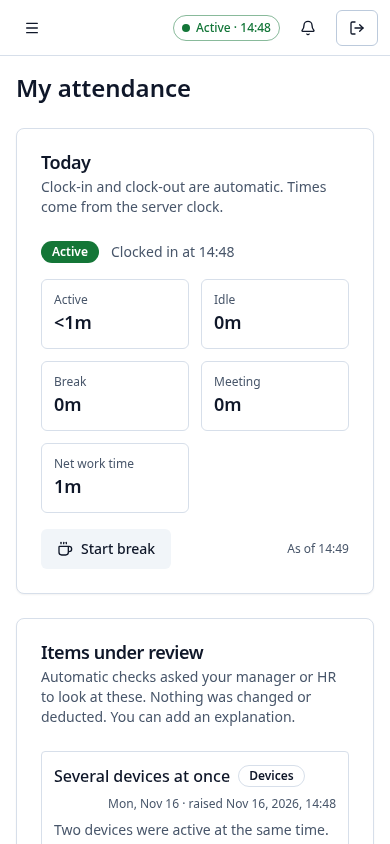 Active · 14:48
My attendance
Today
Clock-in and clock-out are automatic. Times
come from the server clock.
Active Clocked in at 14:48
Active
<1m
Idle
0m
Break
0m
Meeting
0m
Net work time
1m
Start break
As of 14:49
Items under review
Automatic checks asked your manager or HR
to look at these. Nothing was changed or
deducted. You can add an explanation.
Several devices at once Devices
Mon, Nov 16 · raised Nov 16, 2026, 14:48
Two devices were active at the same time.